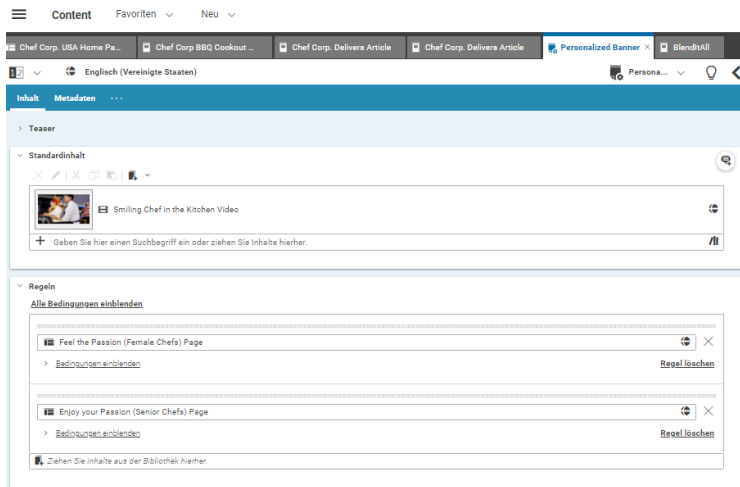 Content Favoriten Neu
Chef Corp. USA Home Pa... Chef Corp BBQ Cookout ... Chef Corp. Delivers Article Chef Corp. Delivers Article Personalized Banner BlenditAll
12 Englisch (Vereinigte Staaten) Persona...
Inhalt Metadaten ...
Teaser
Standardinhalt
Smiling Chef in the Kitchen Video
Geben Sie hier einen Suchbegriff ein oder ziehen Sie Inhalte hierher.
Regeln
Alle Bedingungen einblenden
Feel the Passion (Female Chefs) Page
Bedingungen einblenden Regel löschen
Enjoy your Passion (Senior Chefs) Page
Bedingungen einblenden Regel löschen
Ziehen Sie Inhalte aus der Bibliothek hierher.